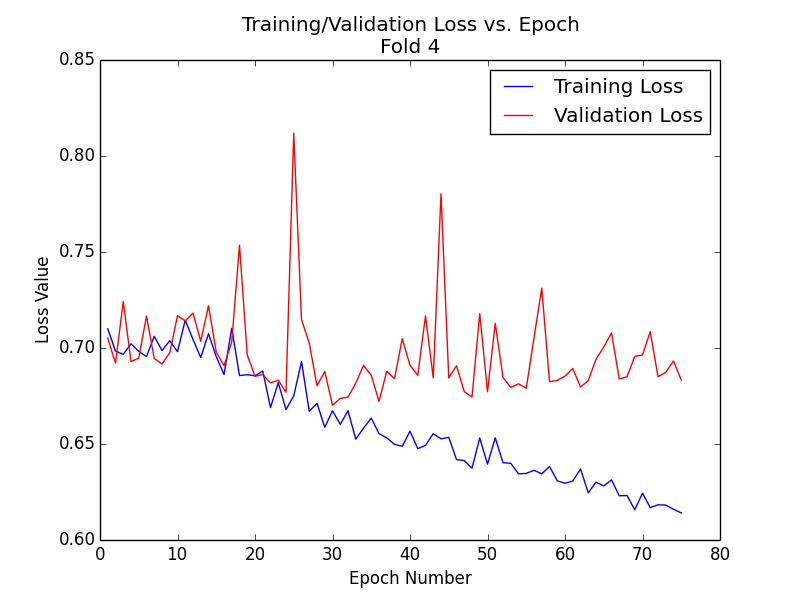 Training/Validation Loss vs. Epoch
Fold 4
Training Loss
Validation Loss
Loss Value
0.85
0.80
0.75
0.70
0.65
0.60
0 10 20 30 40 50 60 70 80
Epoch Number